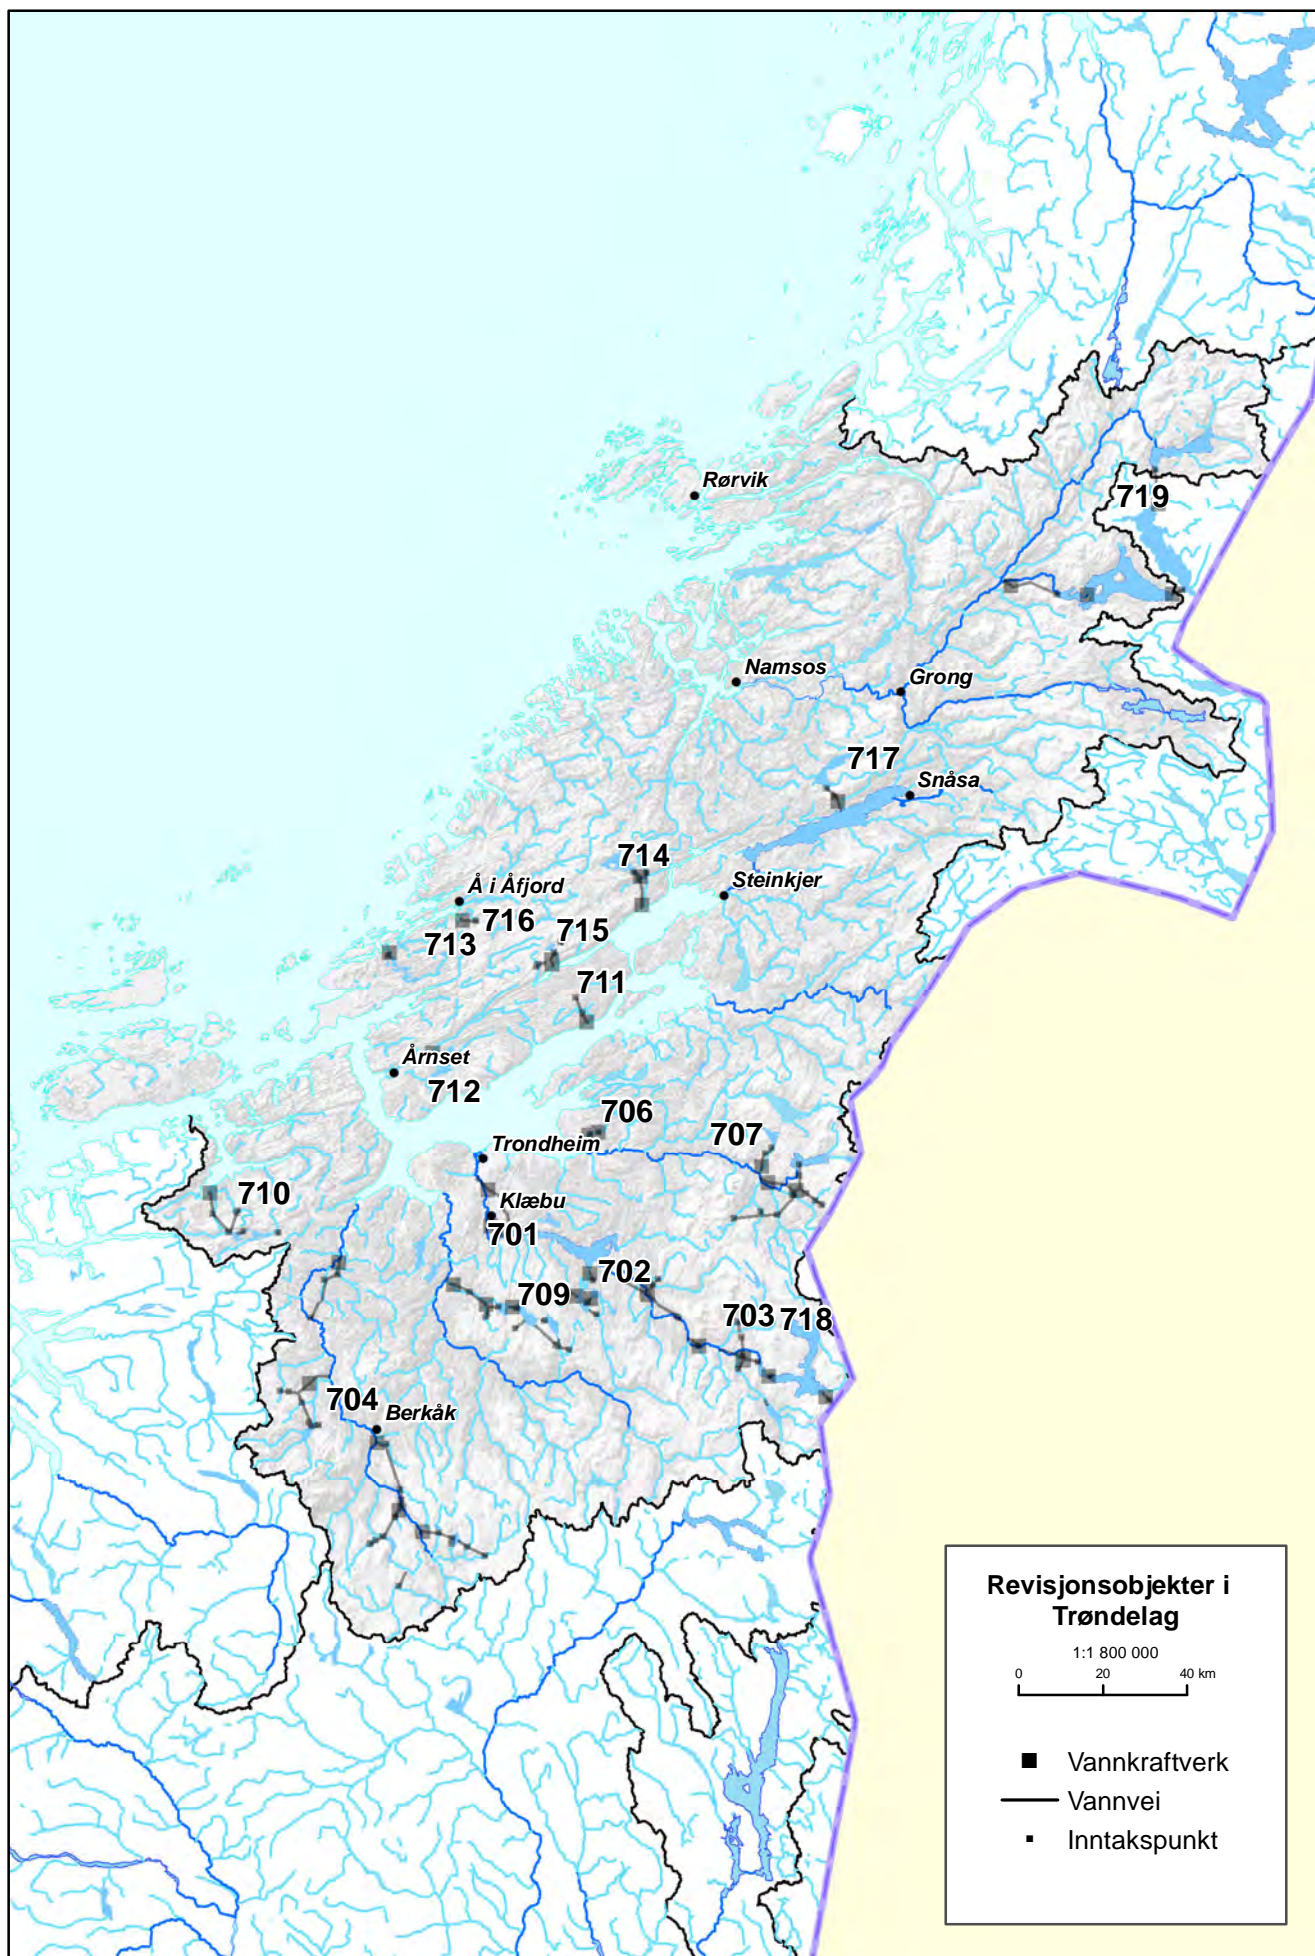 Rørvik
719
Namsos
Grong
717
Snåsa
714
Steinkjer
Å i Åfjord
716
713
715
711
Årnset
712
706
707
Trondheim
710
Klæbu
701
702
709
703
718
704
Berkåk
Revisjonsobjekter i
Trøndelag
1:1 800 000
0 20 40 km
Vannkraftverk
Vannvei
Inntakspunkt